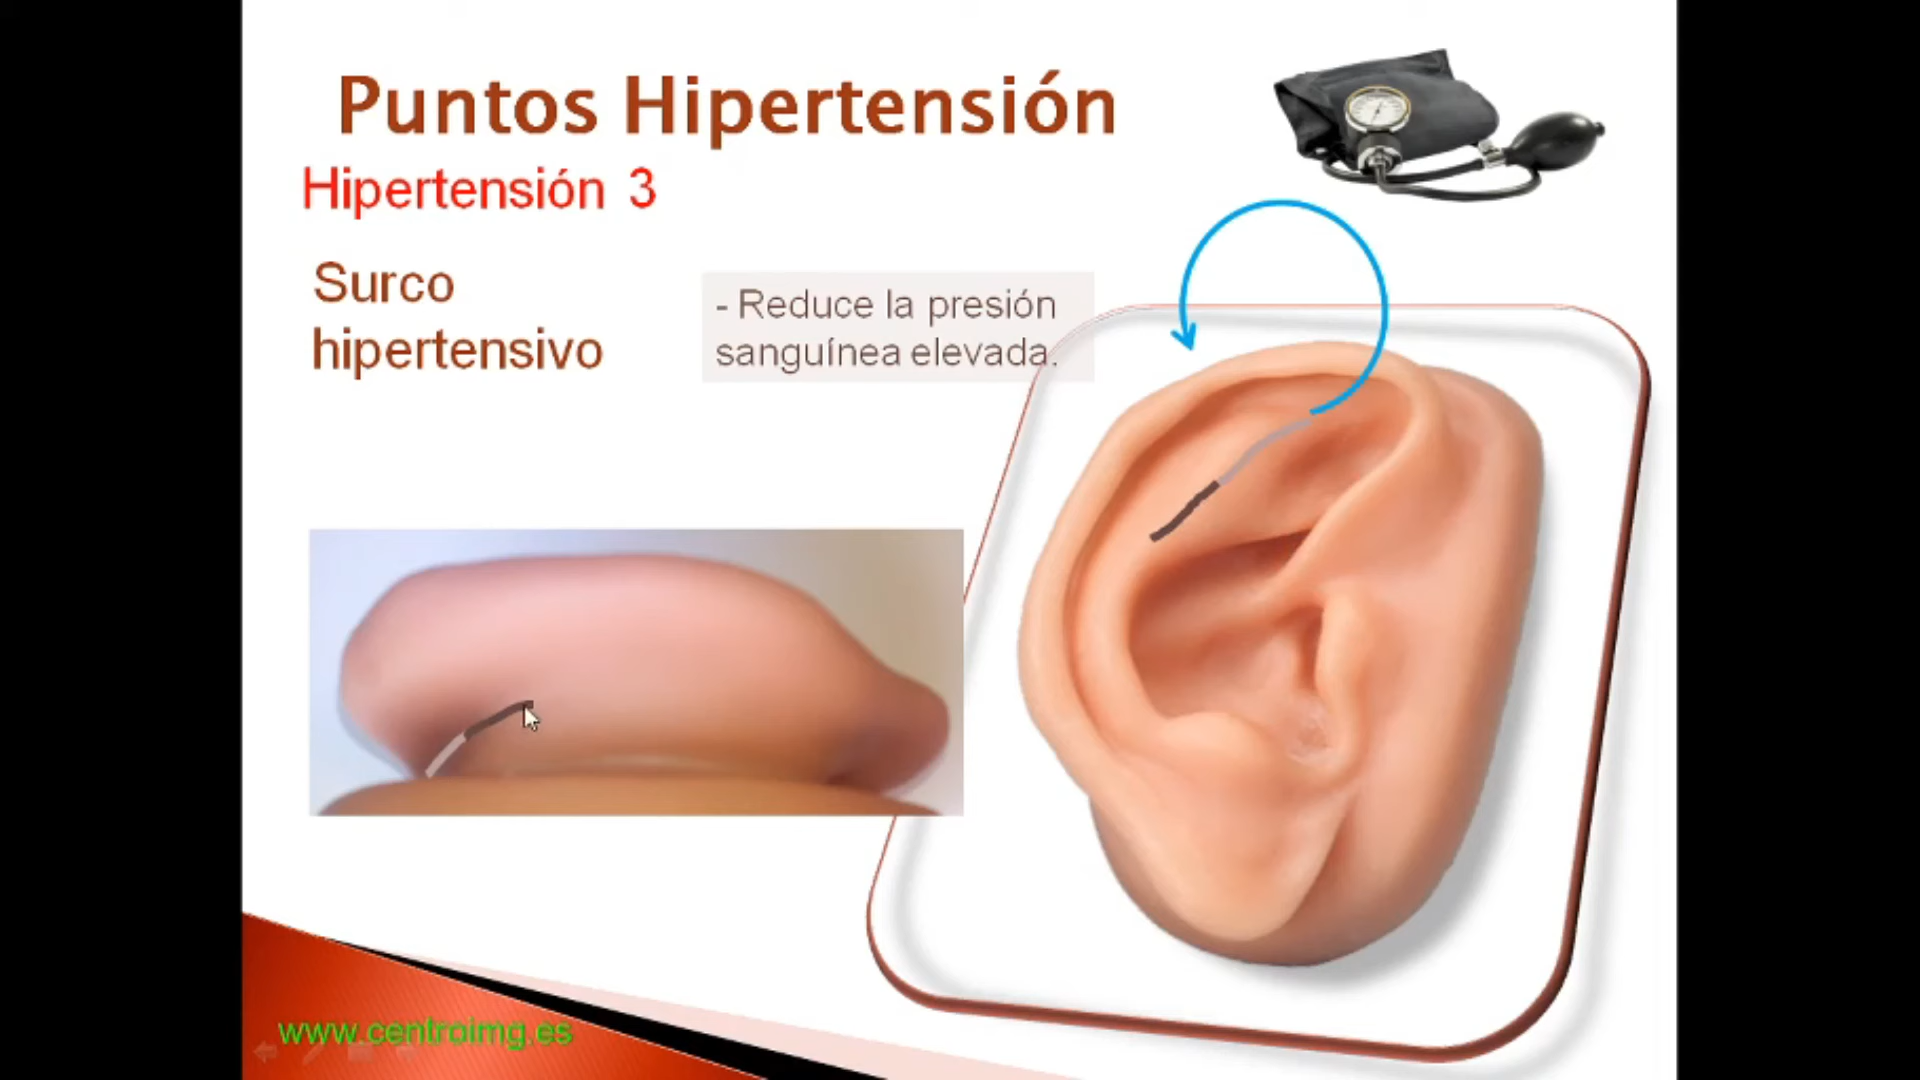 Puntos Hipertensión
Hipertensión 3
Surco
hipertensivo
- Reduce la presión
sanguínea elevada.
www.centroimg.es